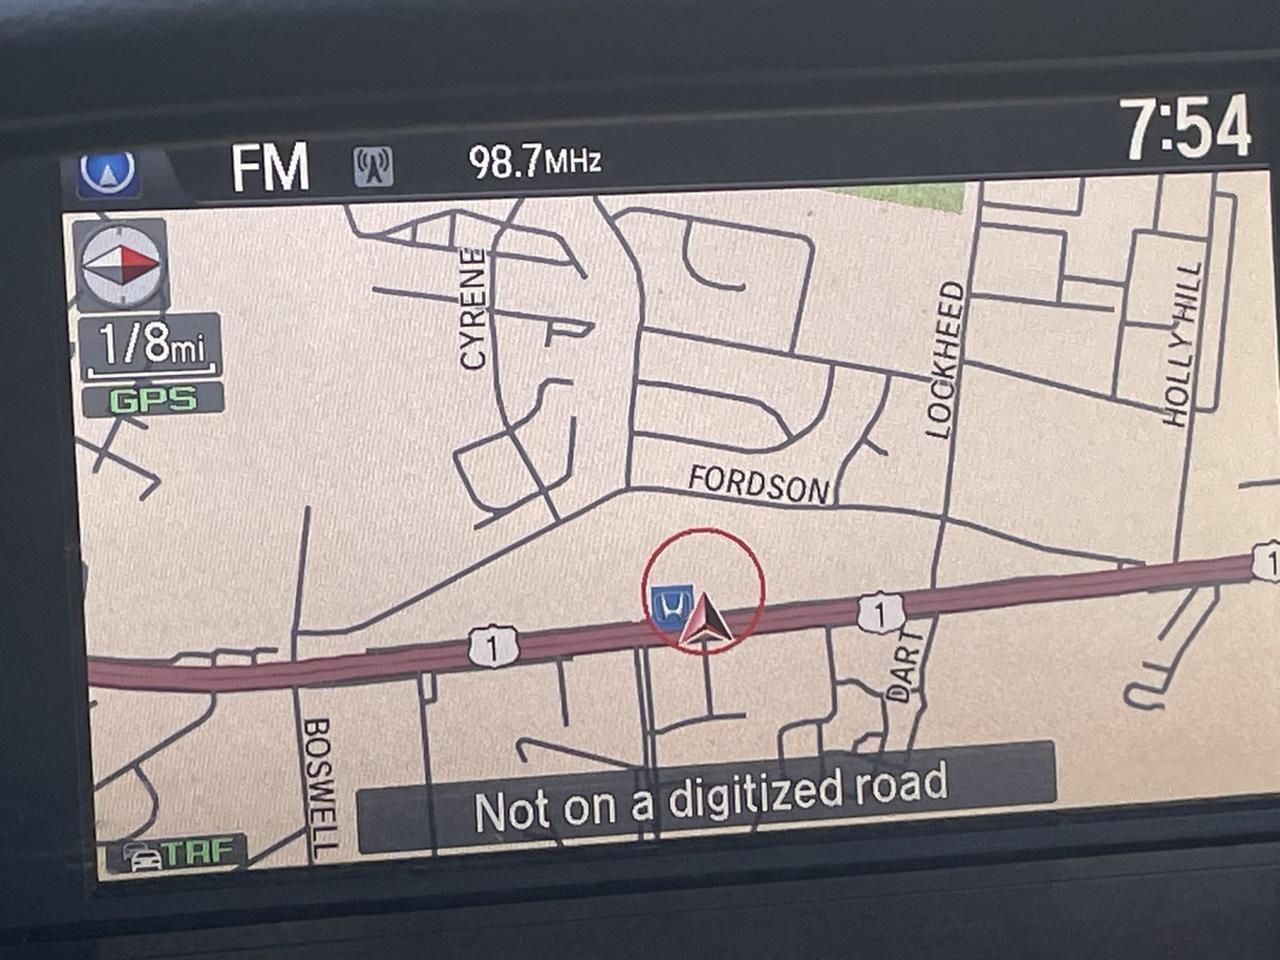 FM 98.7MHz 7:54
1/8mi
GPS
CYRENE
LOCKHEED
HOLLY HILL
FORDSON
1
1
1
DART
BOSWELL
Not on a digitized road
TRF